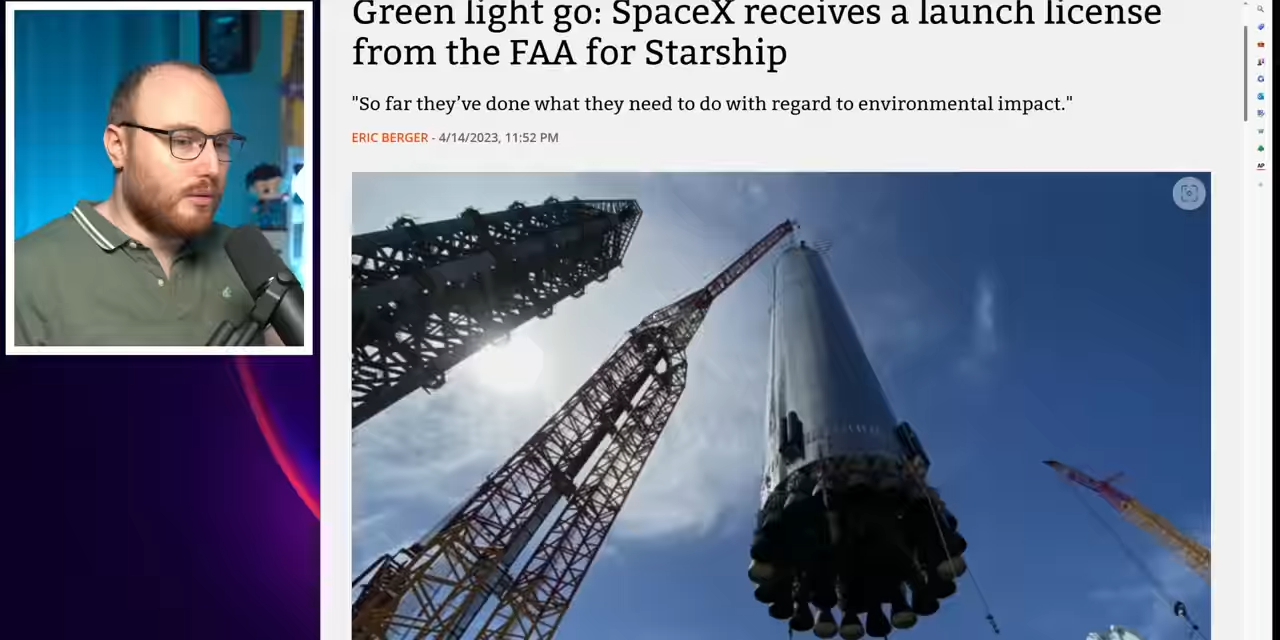 Green light go: SpaceX receives a launch license
from the FAA for Starship
"So far they’ve done what they need to do with regard to environmental impact."
ERIC BERGER - 4/14/2023, 11:52 PM